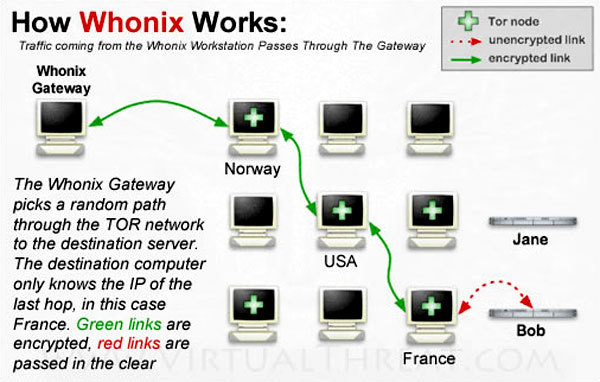 How Whonix Works:
Traffic coming from the Whonix Workstation Passes Through The Gateway
Tor node
unencrypted link
encrypted link
Whonix
Gateway
Norway
The Whonix Gateway
picks a random path
through the TOR network
to the destination server.
The destination computer
only knows the IP of the
last hop, in this case
France. Green links are
encrypted, red links are
passed in the clear
USA
Jane
France
Bob
VIRTUALTHREAT.COM